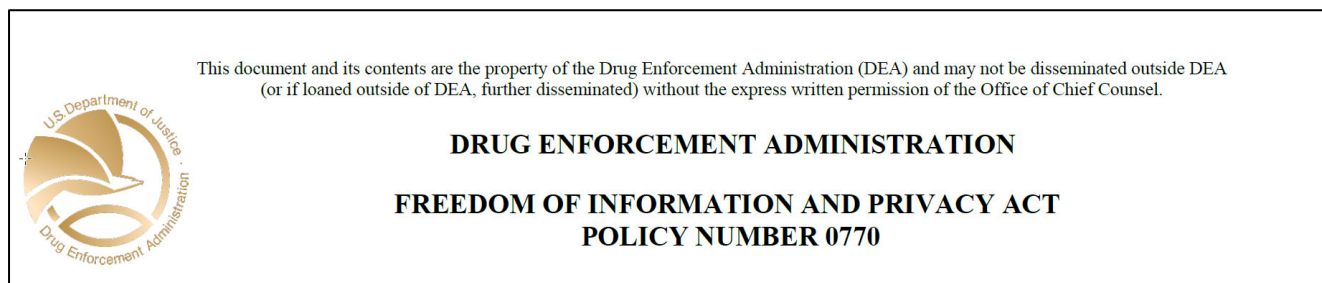 This document and its contents are the property of the Drug Enforcement Administration (DEA) and may not be disseminated outside DEA
(or if loaned outside of DEA, further disseminated) without the express written permission of the Office of Chief Counsel.
U.S. Department of Justice
Drug Enforcement Administration
DRUG ENFORCEMENT ADMINISTRATION
FREEDOM OF INFORMATION AND PRIVACY ACT
POLICY NUMBER 0770